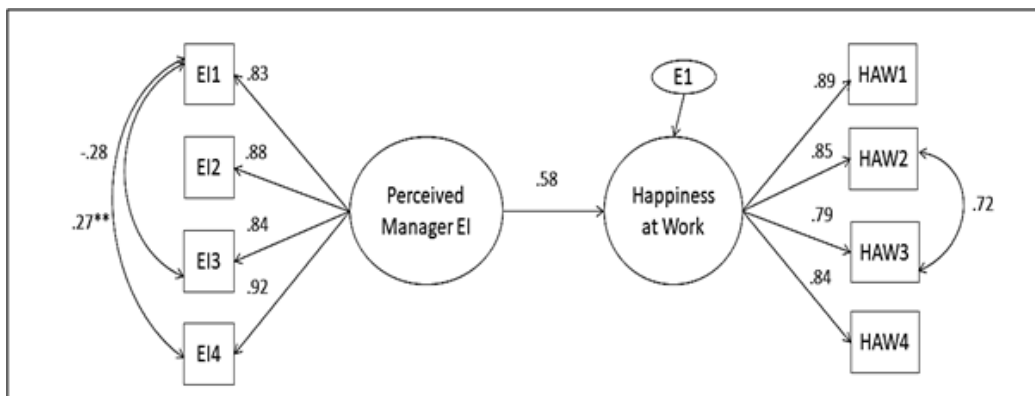 EI1
.83
E1
HAW1
.89
-.28
EI2
.88
.85
HAW2
Perceived
Manager EI
.58
Happiness
at Work
.72
.27**
EI3
.84
.79
HAW3
.92
.84
EI4
HAW4